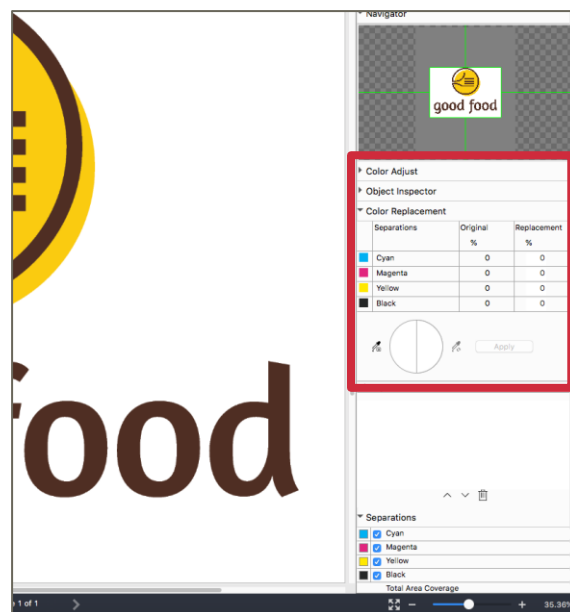 Navigator
good food
Color Adjust
Object Inspector
Color Replacement
Separations Original Replacement
% %
Cyan 0 0
Magenta 0 0
Yellow 0 0
Black 0 0
Apply
food
Separations
Cyan
Magenta
Yellow
Black
Total Area Coverage
1 of 1
35.36%